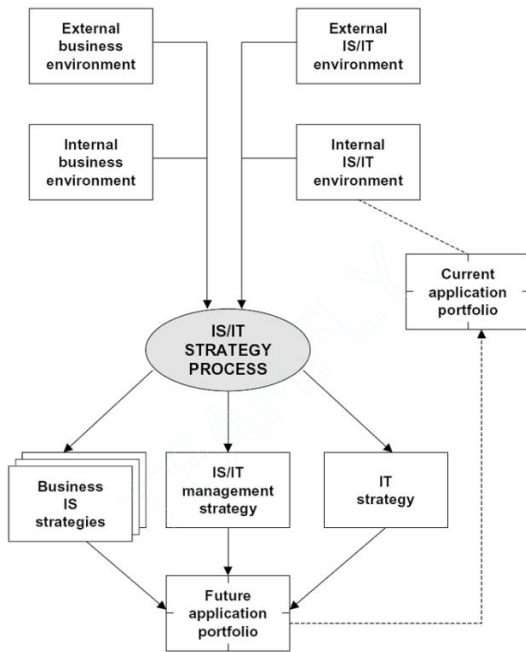 External
business
environment
External
IS/IT
environment
Internal
business
environment
Internal
IS/IT
environment
Current
application
portfolio
IS/IT
STRATEGY
PROCESS
Business
IS
strategies
IS/IT
management
strategy
IT
strategy
Future
application
portfolio